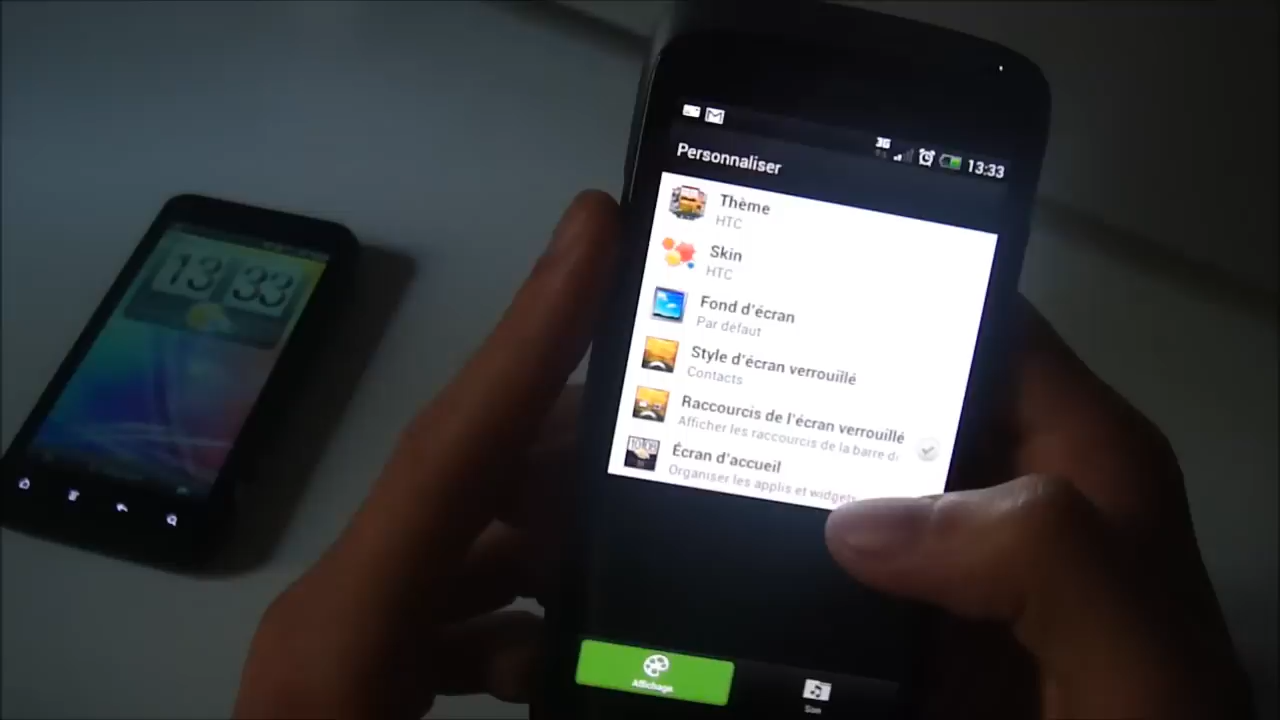 13 33
3G
13:33
Personnaliser
Thème
HTC
Skin
HTC
Fond d'écran
Par défaut
Style d'écran verrouillé
Contacts
Raccourcis de l'écran verrouillé
Afficher les raccourcis de la barre d
Écran d'accueil
Organiser les applis et widgets
Affichage
Son